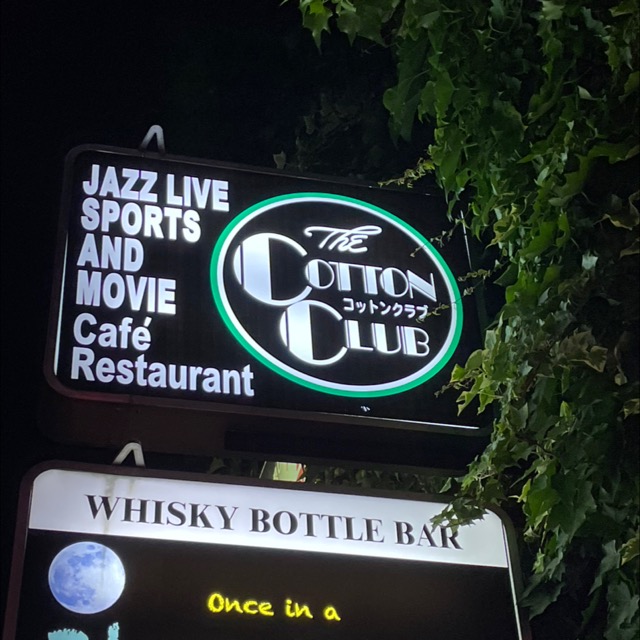 JAZZ LIVE
SPORTS
AND
MOVIE
Café
Restaurant
The
COTTON
コットンクラブ
CLUB
WHISKY BOTTLE BAR
Once in a